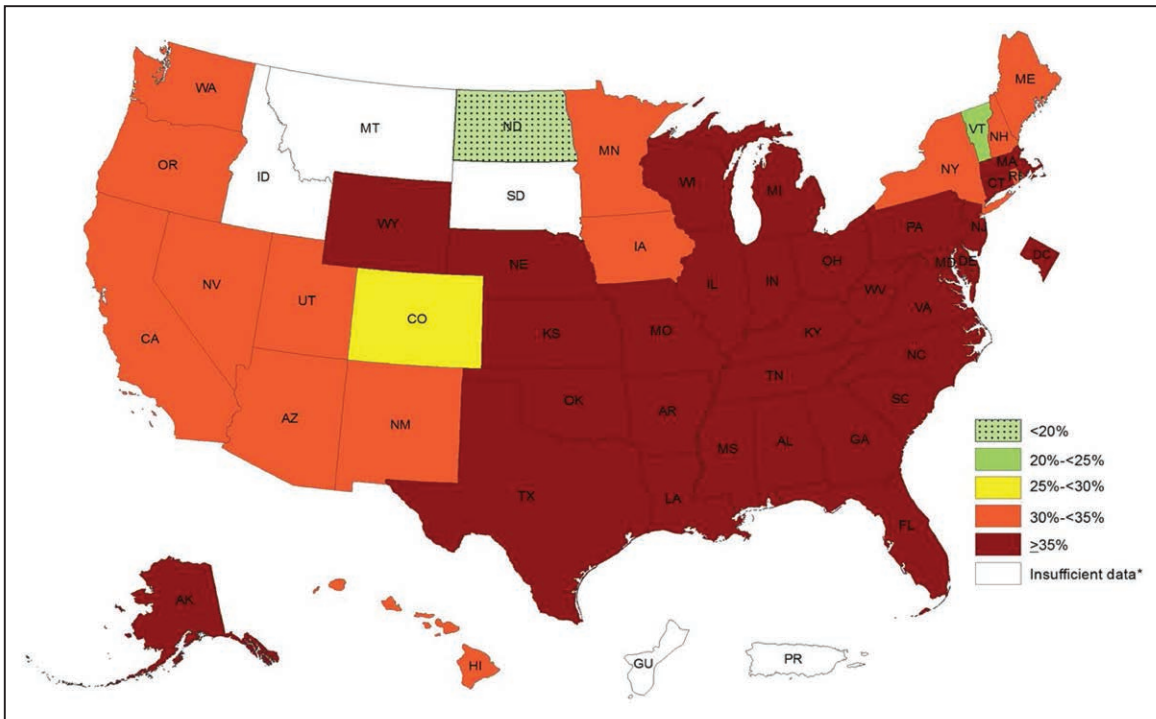 WA
OR
ID
MT
ND
SD
MN
IA
WY
NE
NV
UT
CO
CA
AZ
NM
KS
OK
TX
MO
AR
LA
WI
MI
IL
IN
OH
KY
TN
MS
AL
GA
FL
SC
NC
VA
WV
PA
NY
VT
NH
ME
MA
CT
RI
NJ
DE
MD
DC
AK
HI
GU
PR
<20%
20%-<25%
25%-<30%
30%-<35%
≥35%
Insufficient data*